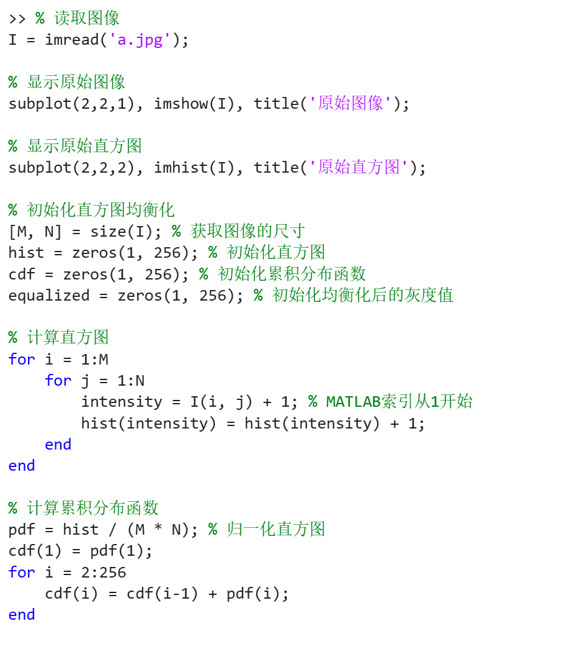 >> % 读取图像
I = imread('a.jpg');
% 显示原始图像
subplot(2,2,1), imshow(I), title('原始图像');
% 显示原始直方图
subplot(2,2,2), imhist(I), title('原始直方图');
% 初始化直方图均衡化
[M, N] = size(I); % 获取图像的尺寸
hist = zeros(1, 256); % 初始化直方图
cdf = zeros(1, 256); % 初始化累积分布函数
equalized = zeros(1, 256); % 初始化均衡化后的灰度值
% 计算直方图
for i = 1:M
    for j = 1:N
        intensity = I(i, j) + 1; % MATLAB索引从1开始
        hist(intensity) = hist(intensity) + 1;
    end
end
% 计算累积分布函数
pdf = hist / (M * N); % 归一化直方图
cdf(1) = pdf(1);
for i = 2:256
    cdf(i) = cdf(i-1) + pdf(i);
end